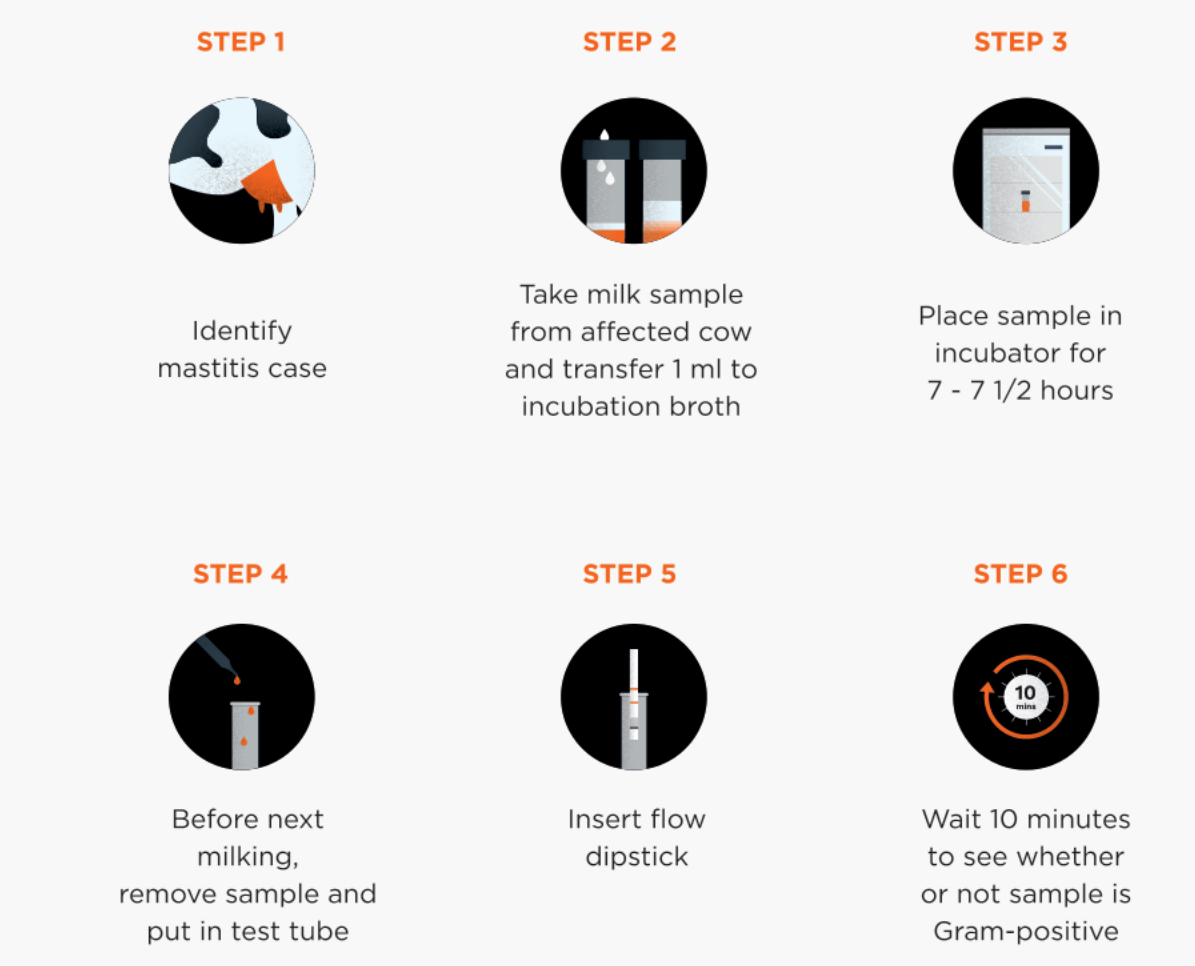 STEP 1
Identify
mastitis case
STEP 2
Take milk sample
from affected cow
and transfer 1 ml to
incubation broth
STEP 3
Place sample in
incubator for
7 - 7 1/2 hours
STEP 4
Before next
milking,
remove sample and
put in test tube
STEP 5
Insert flow
dipstick
STEP 6
10
mins
Wait 10 minutes
to see whether
or not sample is
Gram-positive